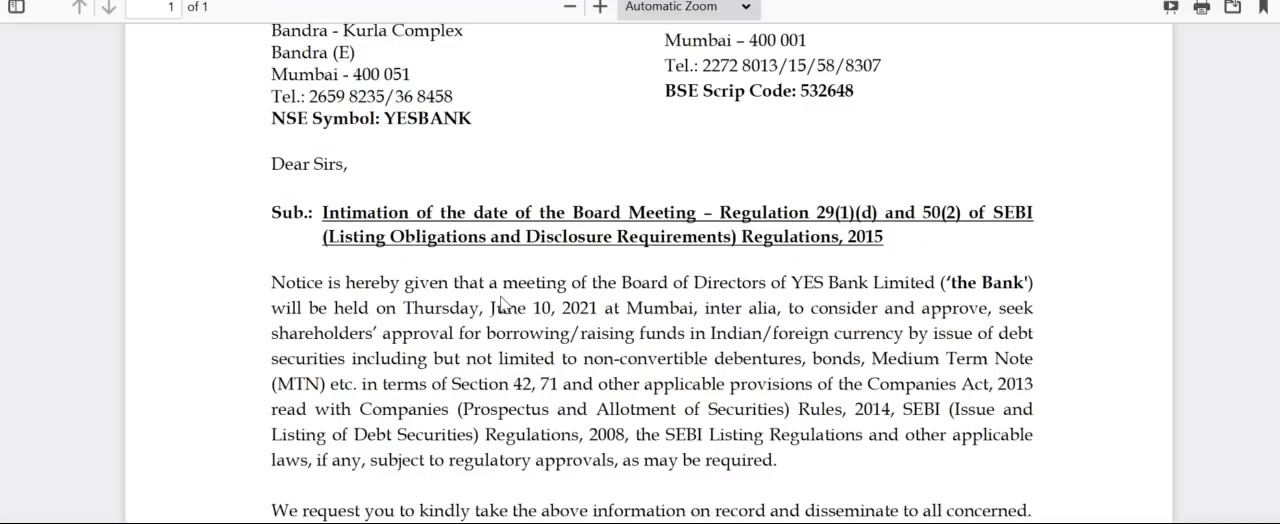 1 of 1
Automatic Zoom
Bandra - Kurla Complex
Bandra (E)
Mumbai - 400 051
Tel.: 2659 8235/36 8458
NSE Symbol: YESBANK
Mumbai – 400 001
Tel.: 2272 8013/15/58/8307
BSE Scrip Code: 532648
Dear Sirs,
Sub.: Intimation of the date of the Board Meeting – Regulation 29(1)(d) and 50(2) of SEBI
(Listing Obligations and Disclosure Requirements) Regulations, 2015
Notice is hereby given that a meeting of the Board of Directors of YES Bank Limited (‘the Bank')
will be held on Thursday, June 10, 2021 at Mumbai, inter alia, to consider and approve, seek
shareholders’ approval for borrowing/raising funds in Indian/foreign currency by issue of debt
securities including but not limited to non-convertible debentures, bonds, Medium Term Note
(MTN) etc. in terms of Section 42, 71 and other applicable provisions of the Companies Act, 2013
read with Companies (Prospectus and Allotment of Securities) Rules, 2014, SEBI (Issue and
Listing of Debt Securities) Regulations, 2008, the SEBI Listing Regulations and other applicable
laws, if any, subject to regulatory approvals, as may be required.
We request you to kindly take the above information on record and disseminate to all concerned.